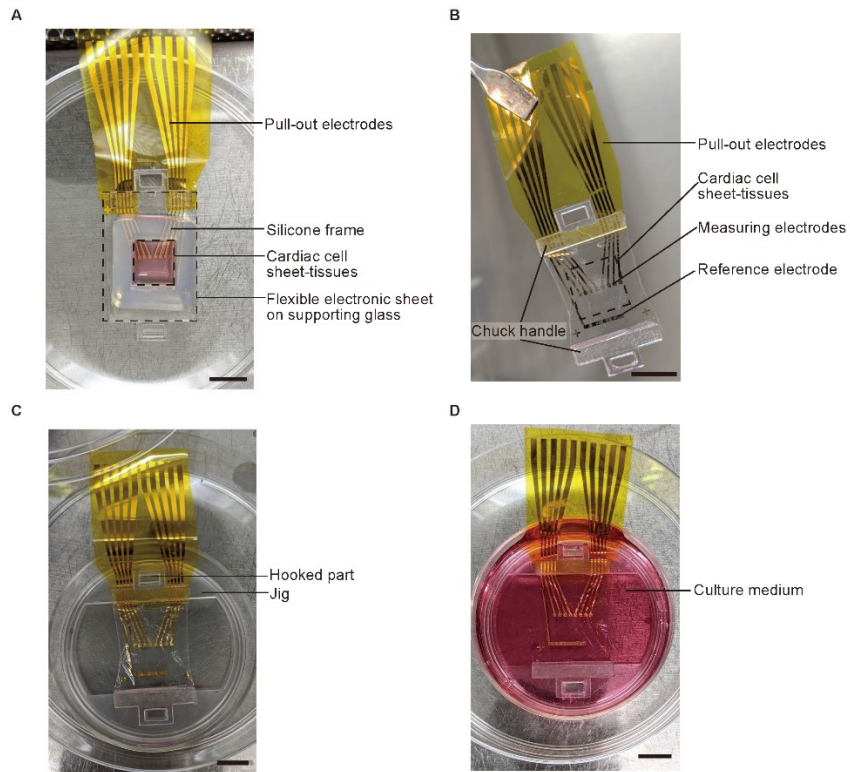 A
Pull-out electrodes
Silicone frame
Cardiac cell
sheet-tissues
Flexible electronic sheet
on supporting glass
B
Pull-out electrodes
Cardiac cell
sheet-tissues
Measuring electrodes
Reference electrode
Chuck handle
C
Hooked part
Jig
D
Culture medium